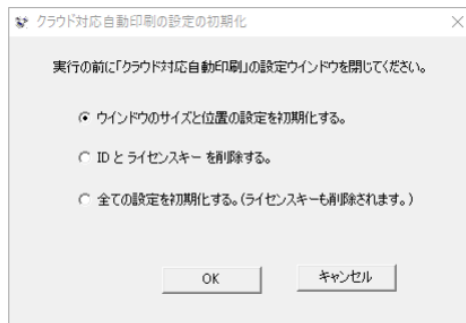 クラウド対応自動印刷の設定の初期化
実行の前に「クラウド対応自動印刷」の設定ウインドウを閉じてください。
ウインドウのサイズと位置の設定を初期化する。
ID とライセンスキー を削除する。
全ての設定を初期化する。(ライセンスキーも削除されます。)
OK キャンセル